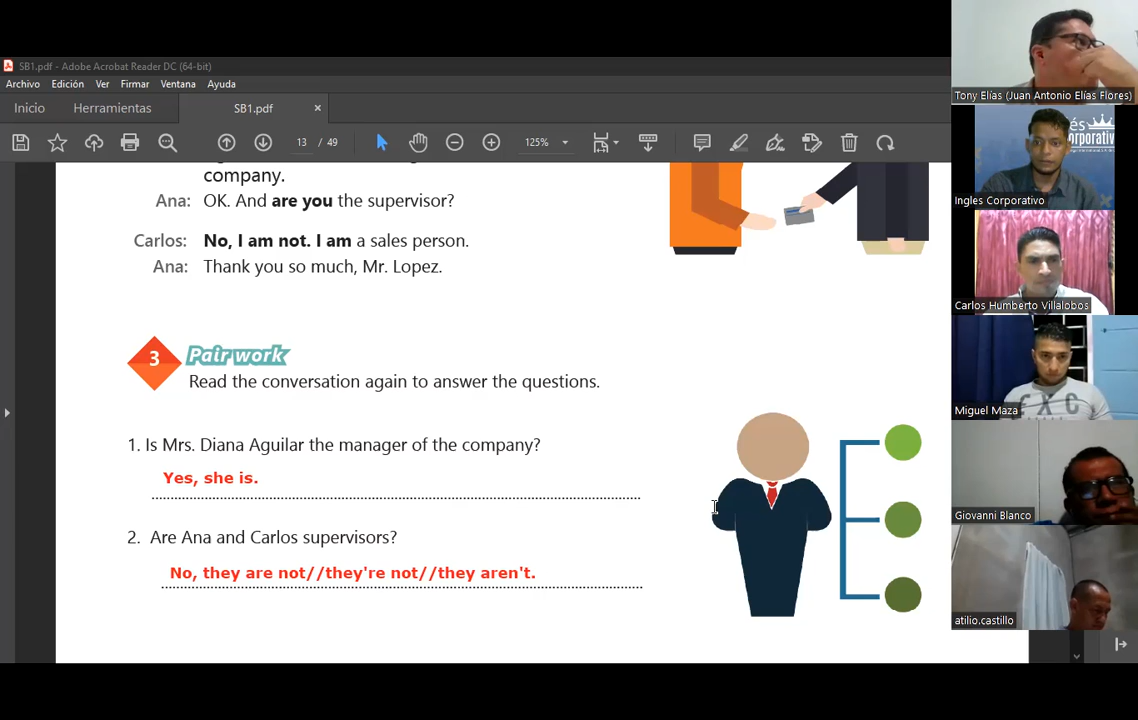 SB1.pdf - Adobe Acrobat Reader DC (64-bit)
Archivo Edición Ver Firmar Ventana Ayuda
Inicio Herramientas SB1.pdf ×
13 / 49 125%
company.
Ana: OK. And are you the supervisor?
Carlos: No, I am not. I am a sales person.
Ana: Thank you so much, Mr. Lopez.
3 Pair work
Read the conversation again to answer the questions.
1. Is Mrs. Diana Aguilar the manager of the company?
Yes, she is.
2. Are Ana and Carlos supervisors?
No, they are not//they're not//they aren't.
Tony Elías (Juan Antonio Elías Flores)
és
orporativo
Ingles Corporativo
Carlos Humberto Villalobos
EXC
Miguel Maza
Giovanni Blanco
atilio.castillo